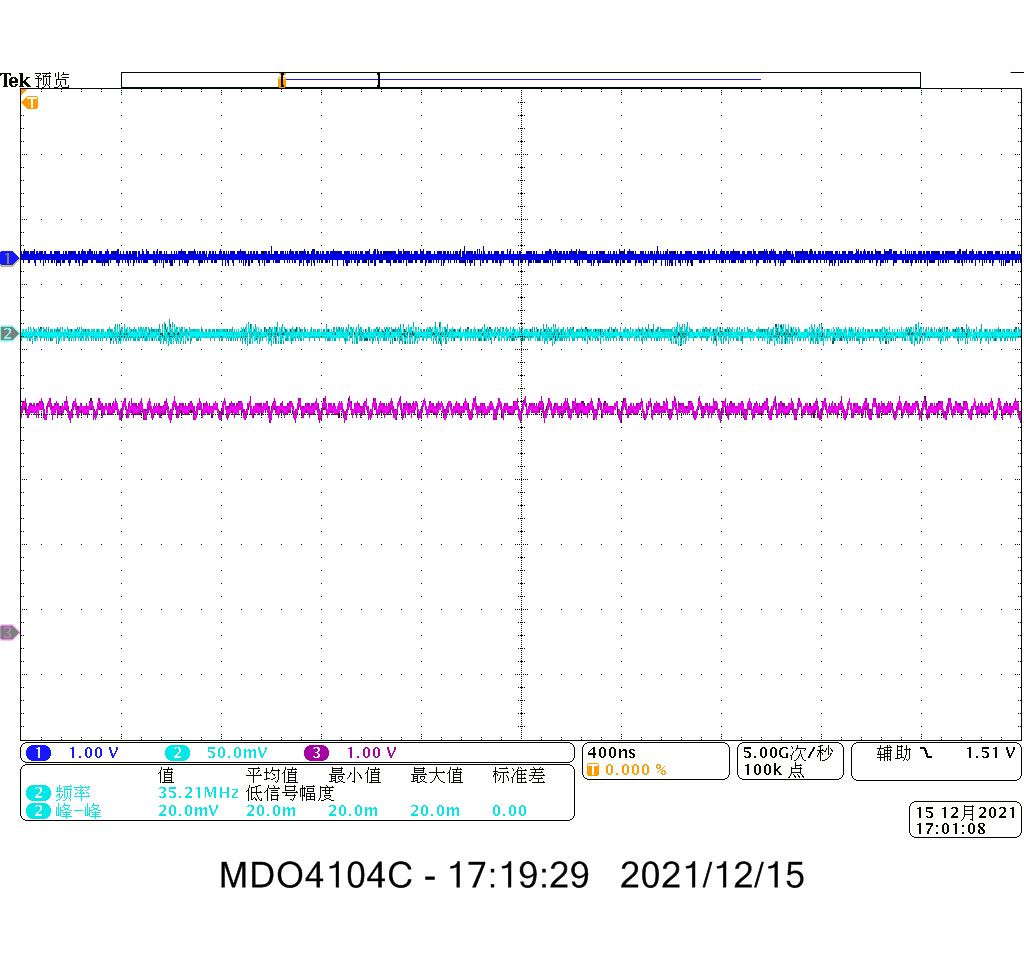 Tek 预览
T
1
2
3
1 1.00 V 2 50.0mV 3 1.00 V
400ns
T 0.000 %
5.00G次/秒
100k 点
辅助 1.51 V
值 平均值 最小值 最大值 标准差
2 频率 35.21MHz 低信号幅度
2 峰-峰 20.0mV 20.0m 20.0m 20.0m 0.00
15 12月2021
17:01:08
MDO4104C - 17:19:29 2021/12/15